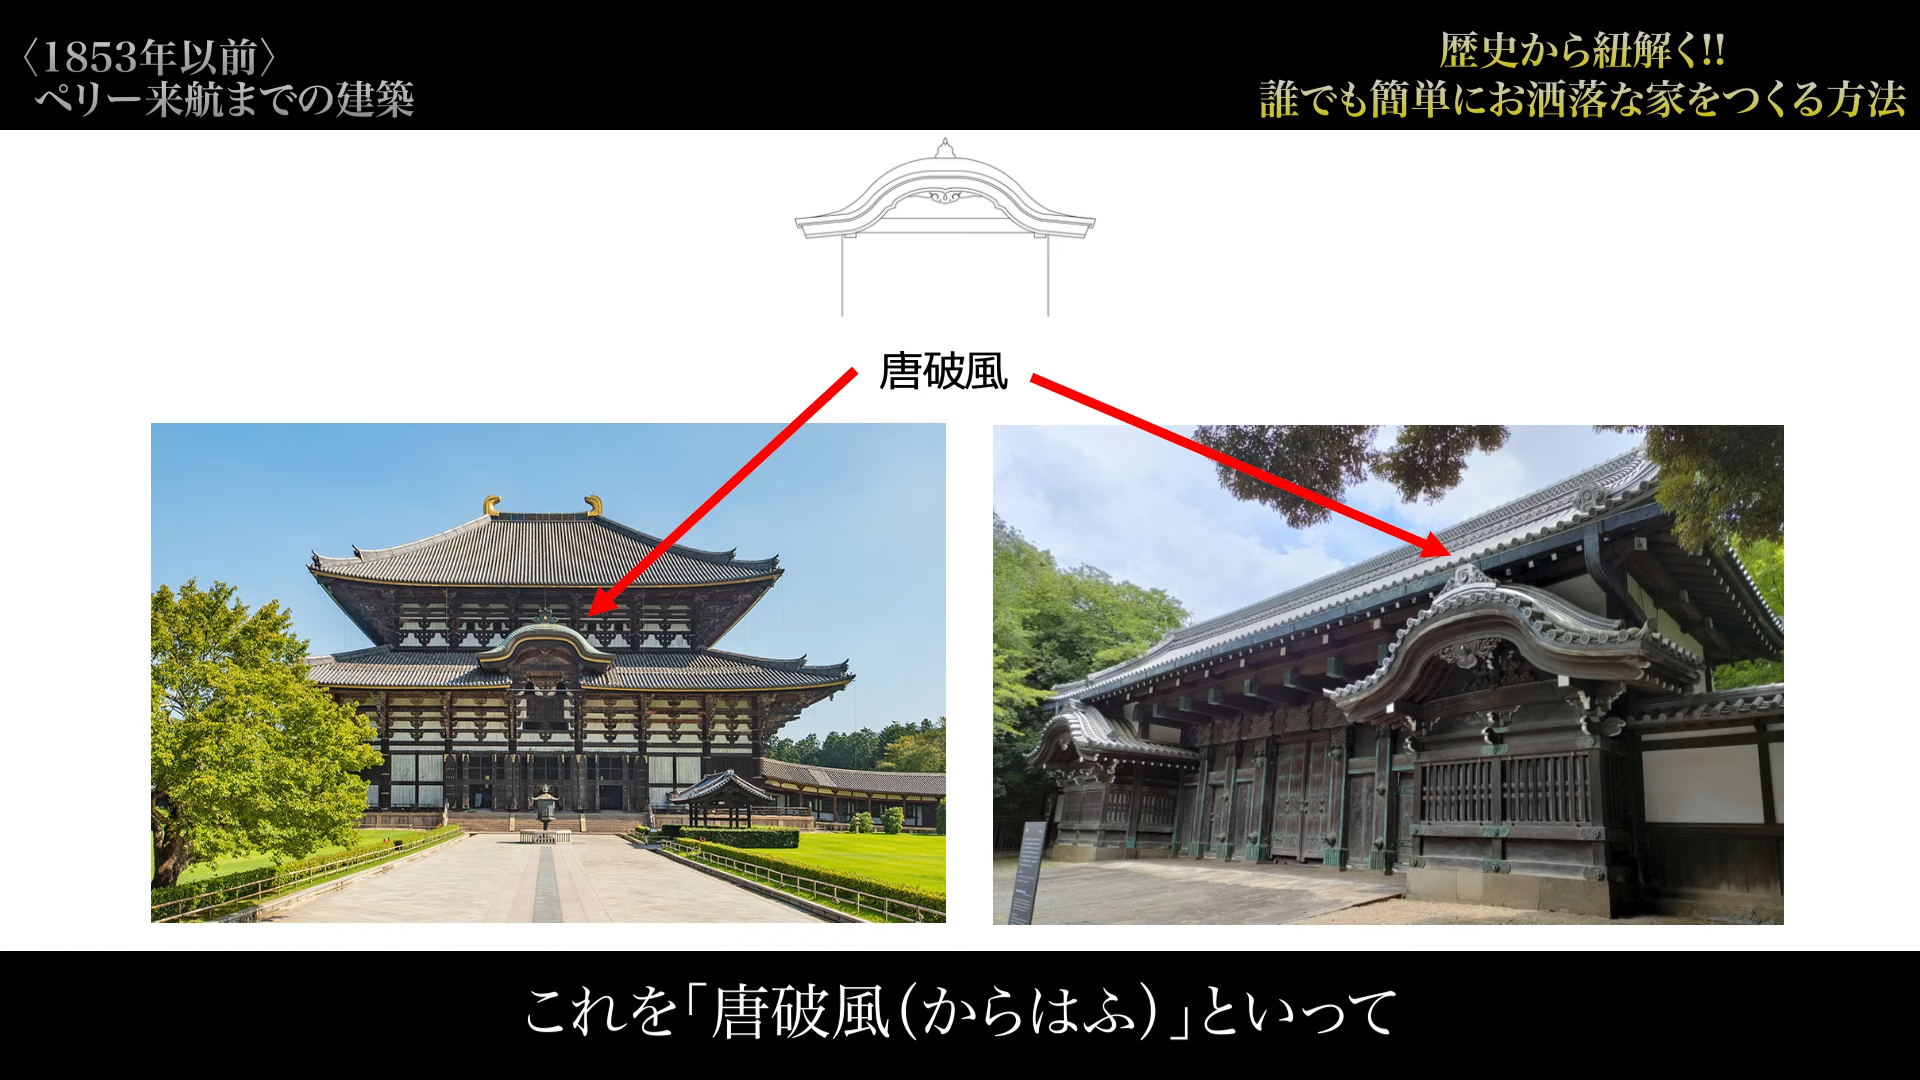 〈1853年以前〉
ペリー来航までの建築
歴史から紐解く!!
誰でも簡単にお洒落な家をつくる方法
唐破風
これを｢唐破風(からはふ)｣といって